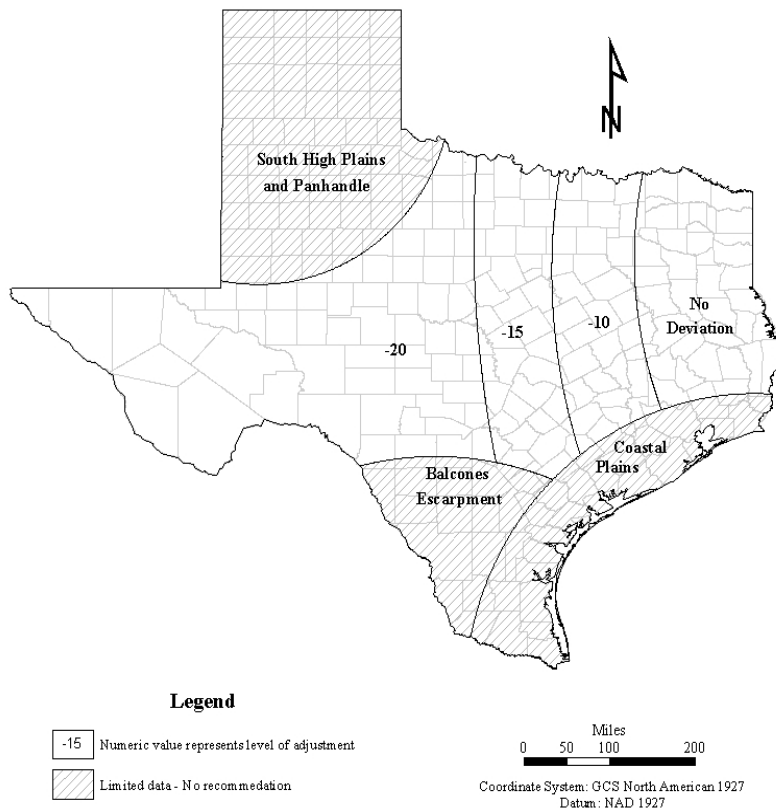 N
South High Plains
and Panhandle
No
Deviation
-10
-15
-20
Coastal
Plains
Balcones
Escarpment
Legend
-15 Numeric value represents level of adjustment
Limited data - No recommedation
Miles
0 50 100 200
Coordinate System: GCS North American 1927
Datum: NAD 1927